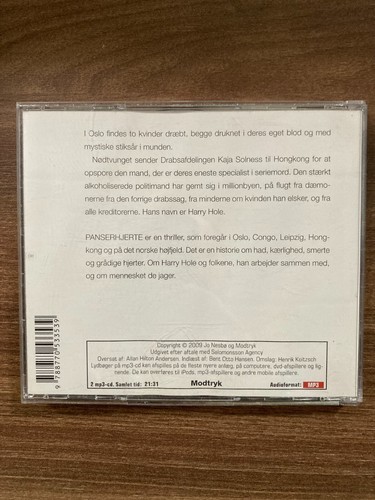 I Oslo findes to kvinder dræbt, begge druknet i deres eget blod og med
mystiske stiksår i munden.
Nødtvunget sender Drabsafdelingen Kaja Solness til Hongkong for at
opspore den mand, der er deres eneste specialist i seriemord. Den stærkt
alkoholiserede politimand har gemt sig i millionbyen, på flugt fra dæmo-
nerne fra den forrige drabssag, fra minderne om kvinden han elsker, og fra
alle kreditorerne. Hans navn er Harry Hole.
PANSERHJERTE er en thriller, som foregår i Oslo, Congo, Leipzig, Hong-
kong og på det norske højfjeld. Det er en historie om had, kærlighed, smerte
og grådige hjerter. Om Harry Hole og folkene, han arbejder sammen med,
og om mennesket de jager.
Copyright © 2009 Jo Nesbø og Modtryk
Udgivet efter aftale med Salomonsson Agency
Oversat af: Allan Hilton Andersen. Indlæst af: Bent Otto Hansen. Omslag: Henrik Koitzsch
Lydbøger på mp3-cd kan afspilles på de fleste nyere anlæg, på computere, dvd-afspillere og lig-
nende. De kan overføres til iPods, mp3-afspillere og andre mobile afspillere.
2 mp3-cd. Samlet tid: 21:31 Modtryk Audioformat: MP3
9 788770 533539